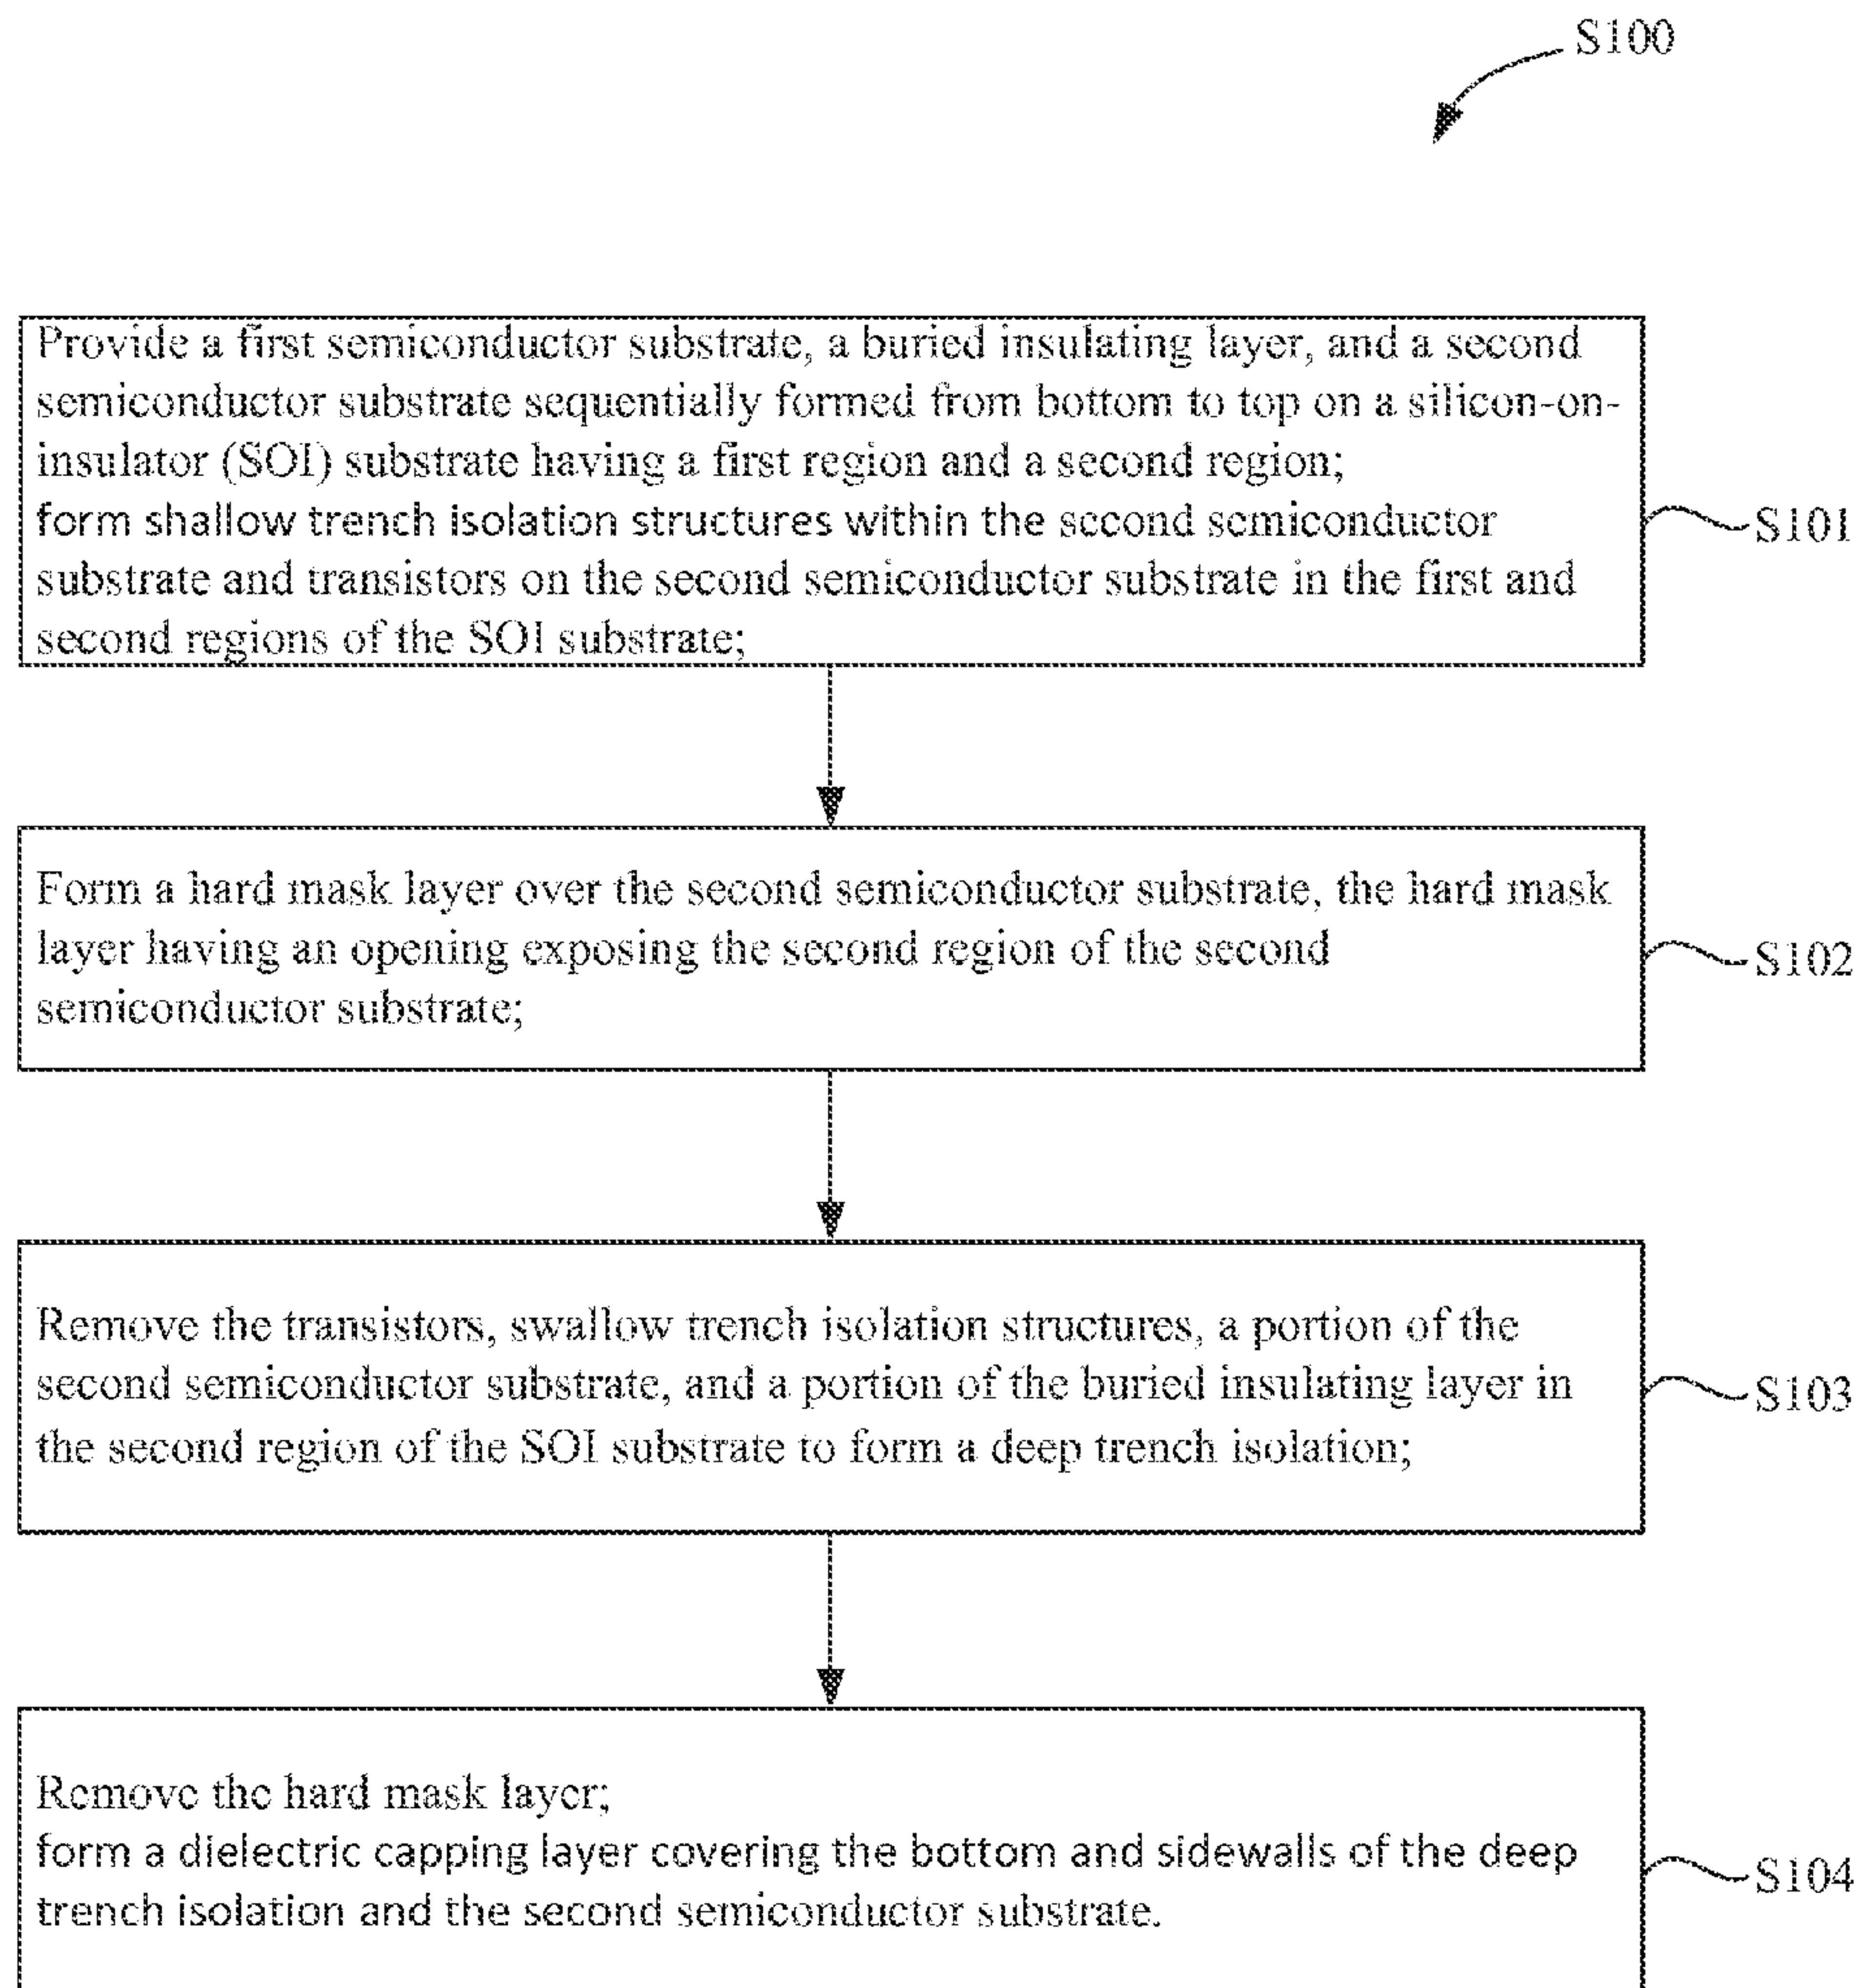 S100
Provide a first semiconductor substrate, a buried insulating layer, and a second
semiconductor substrate sequentially formed from bottom to top on a silicon-on-
insulator (SOI) substrate having a first region and a second region;
form shallow trench isolation structures within the second semiconductor
substrate and transistors on the second semiconductor substrate in the first and
second regions of the SOI substrate;
S101
Form a hard mask layer over the second semiconductor substrate, the hard mask
layer having an opening exposing the second region of the second
semiconductor substrate;
S102
Remove the transistors, swallow trench isolation structures, a portion of the
second semiconductor substrate, and a portion of the buried insulating layer in
the second region of the SOI substrate to form a deep trench isolation;
S103
Remove the hard mask layer;
form a dielectric capping layer covering the bottom and sidewalls of the deep
trench isolation and the second semiconductor substrate.
S104